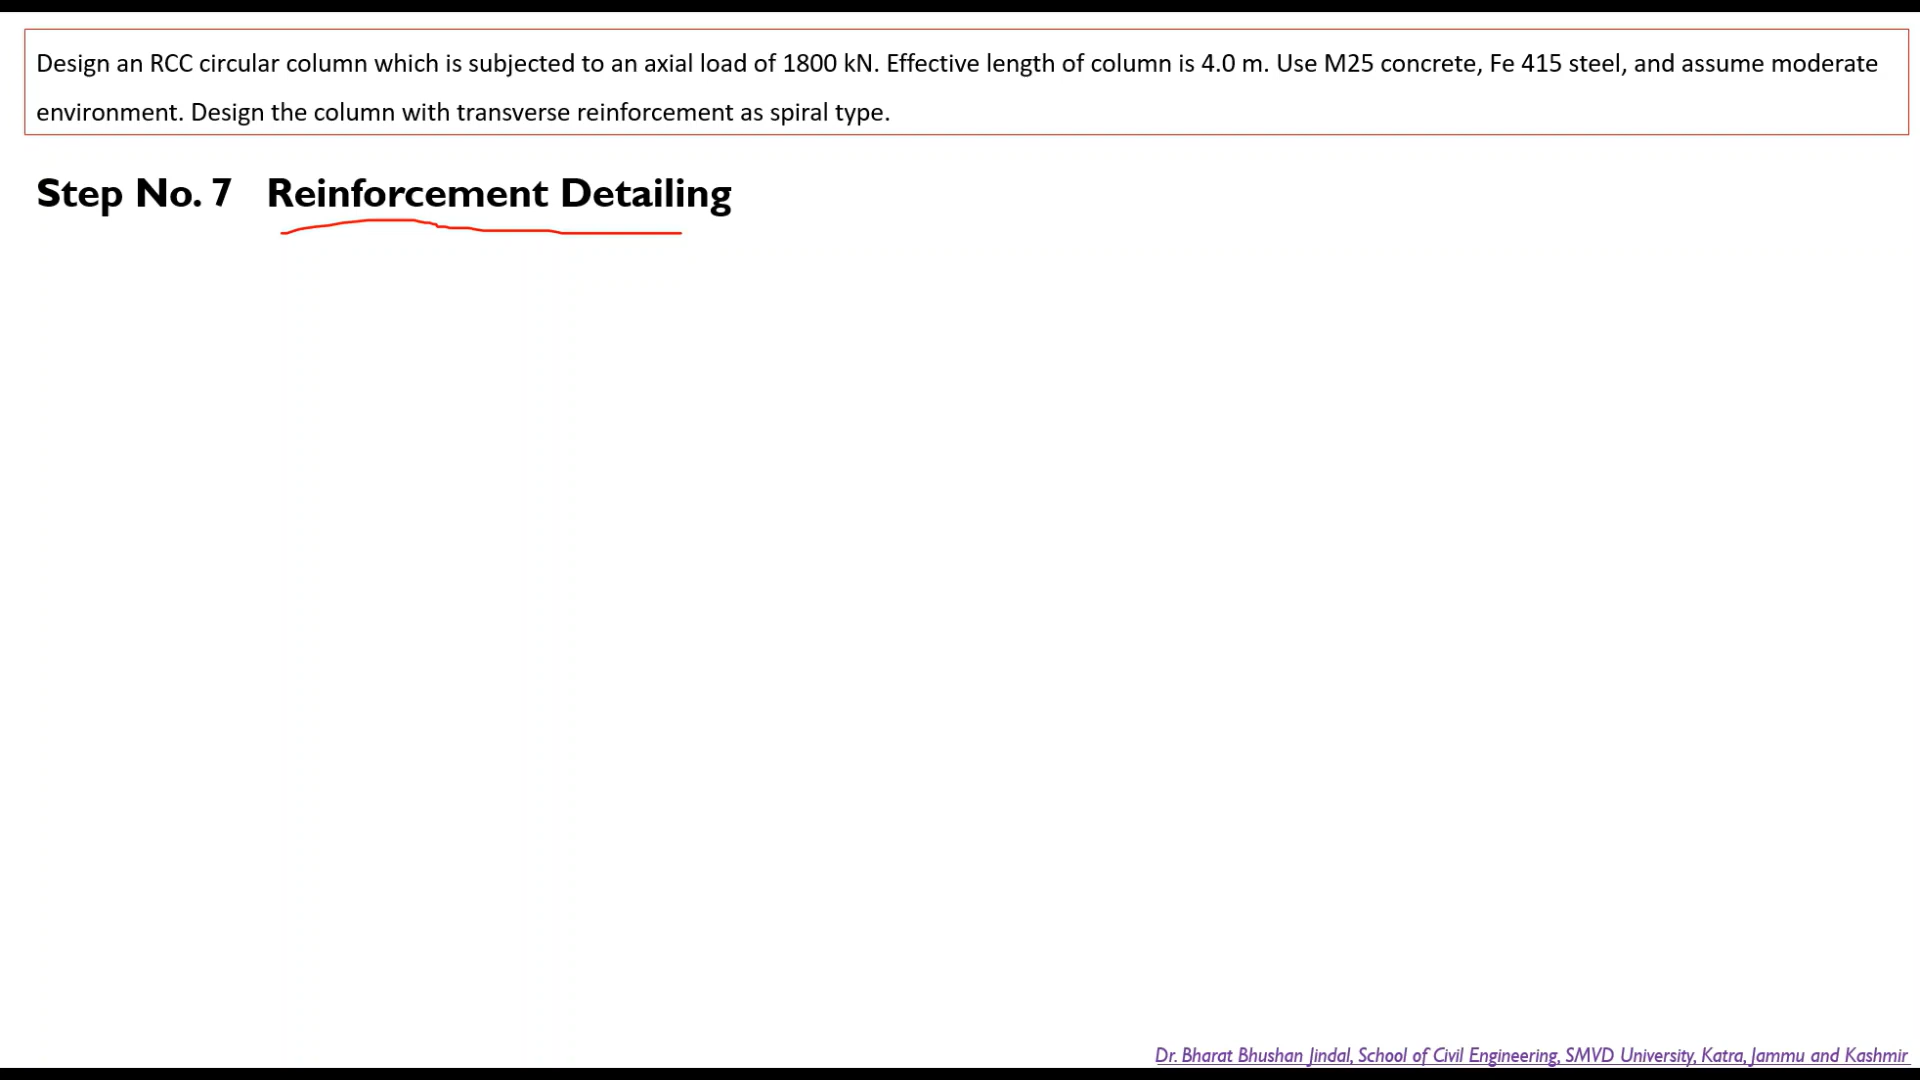 Design an RCC circular column which is subjected to an axial load of 1800 kN. Effective length of column is 4.0 m. Use M25 concrete, Fe 415 steel, and assume moderate
environment. Design the column with transverse reinforcement as spiral type.
Step No. 7 Reinforcement Detailing
Dr. Bharat Bhushan Jindal, School of Civil Engineering, SMVD University, Katra, Jammu and Kashmir